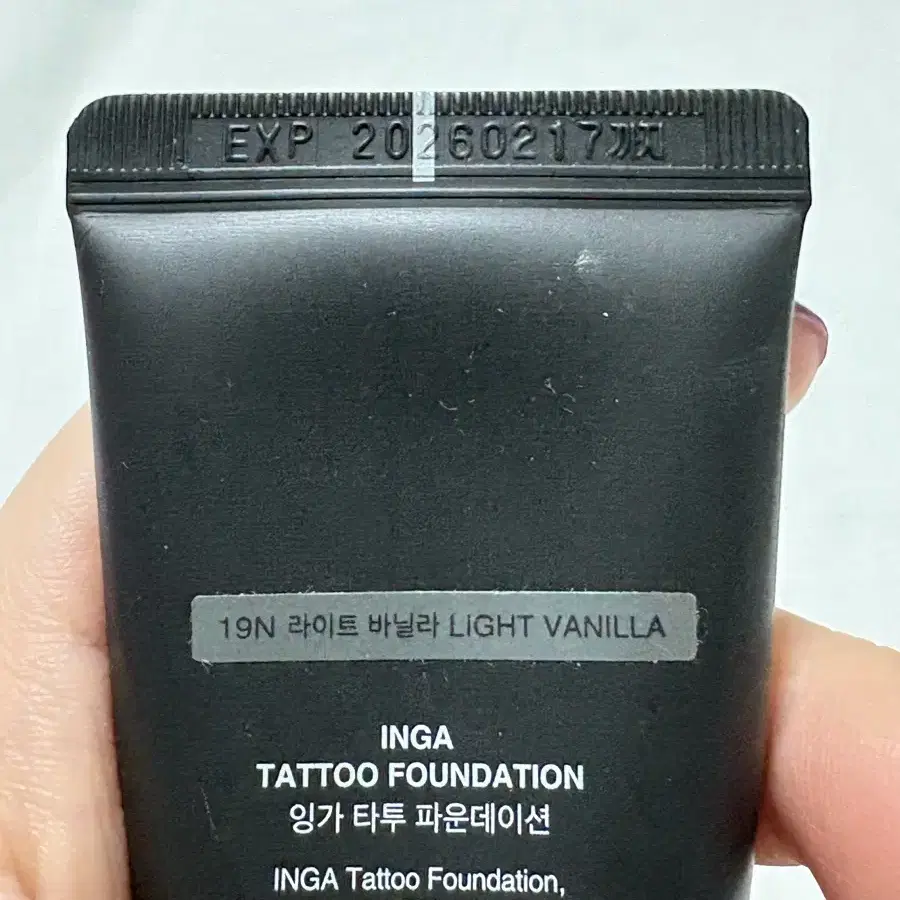 EXP 20260217까지
19N 라이트 바닐라 LIGHT VANILLA
INGA
TATTOO FOUNDATION
잉가 타투 파운데이션
INGA Tattoo Foundation,